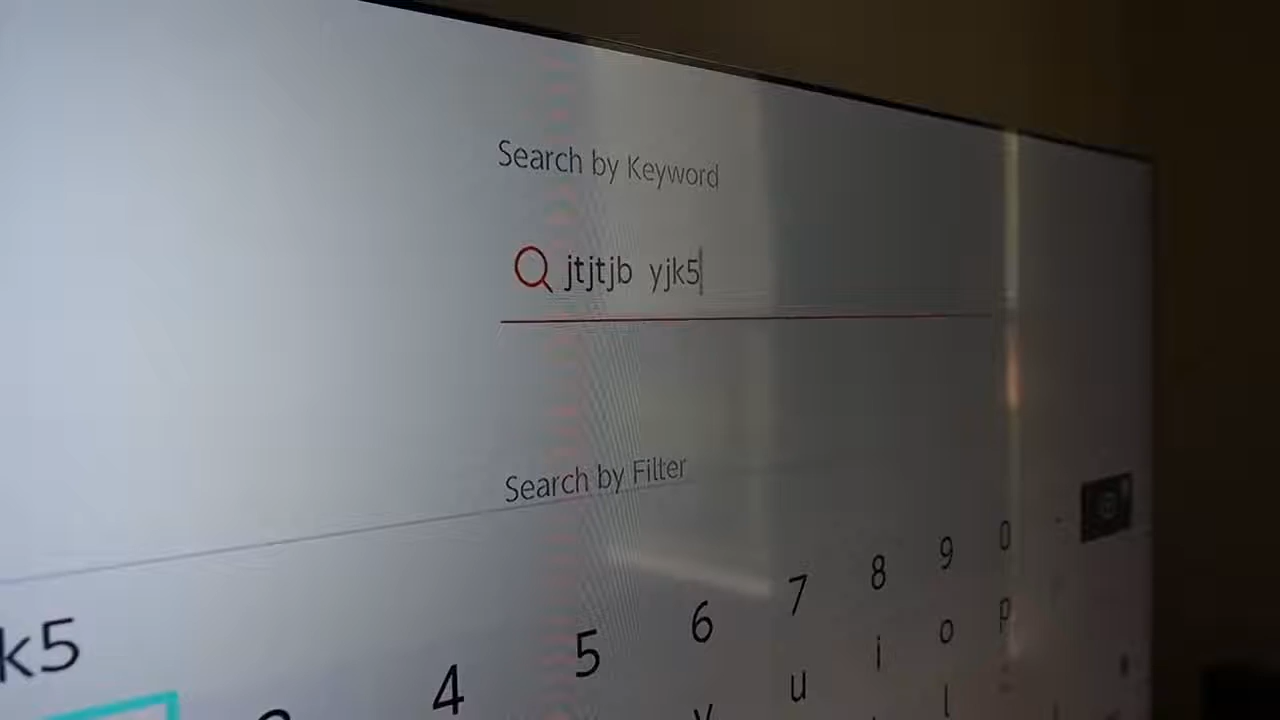 Search by Keyword
jtjtjb  yjk5
Search by Filter
k5
4 5 6 7 8 9 0
u i o p
l